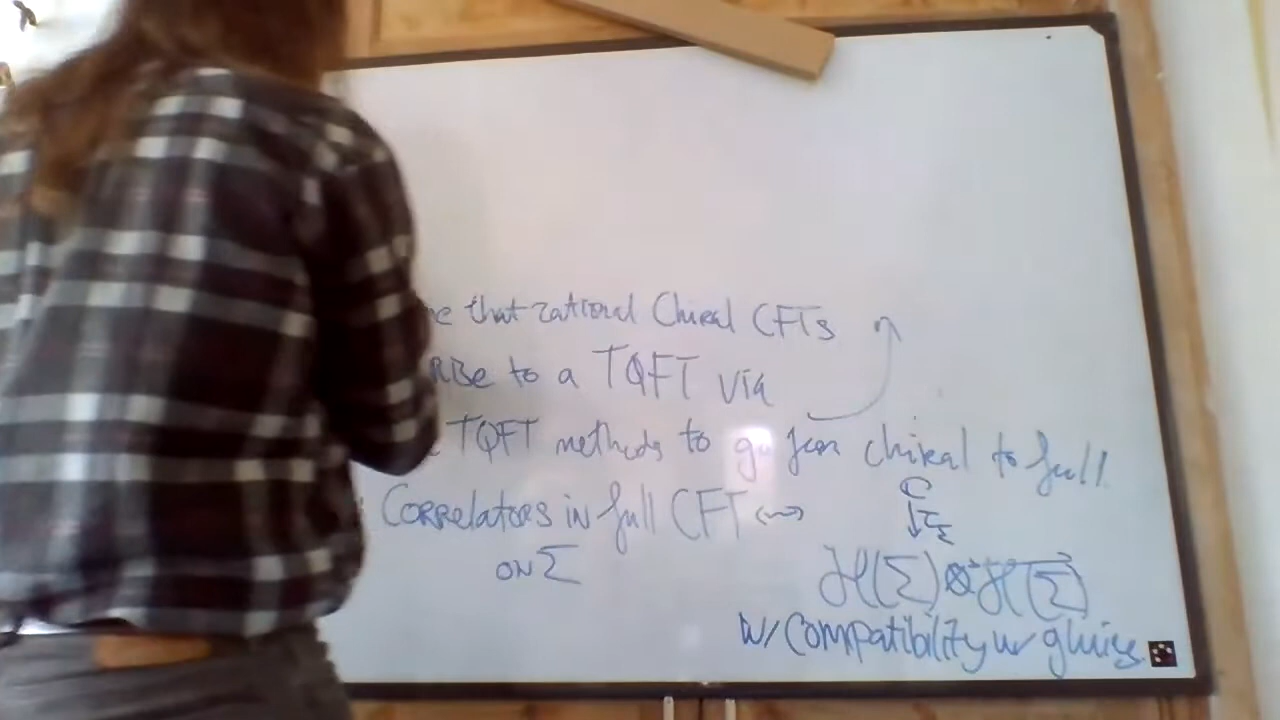 that rational Chiral CFTs
to a TQFT via
TQFT methods to go from chiral to full
Correlators in full CFT ↔
on Σ
ℂ
↓ τ_Σ
ℋ(Σ) ⊗ ℋ(Σ̅)
w/ compatibility w/ gluing